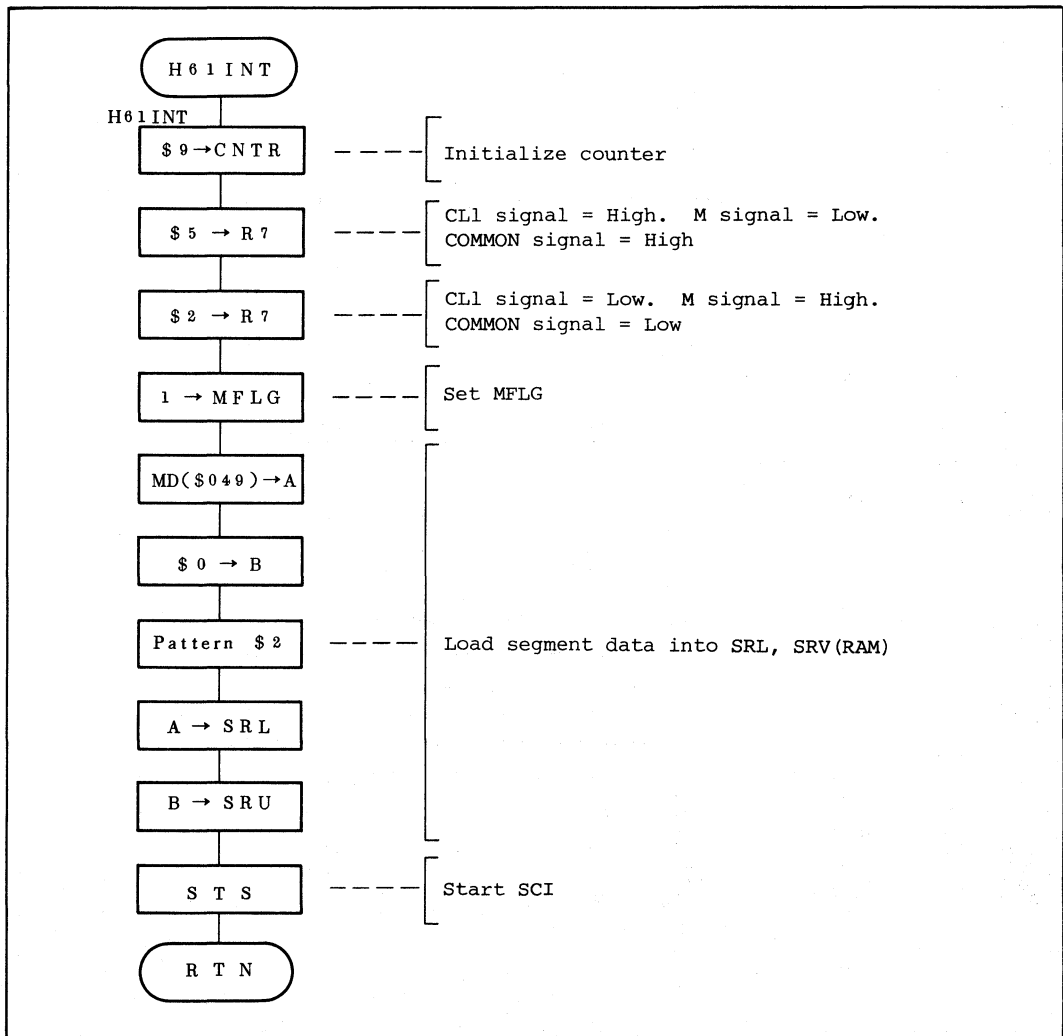 H61INT
H61INT
$9→CNTR
Initialize counter
$5 → R7
CL1 signal = High. M signal = Low.
COMMON signal = High
$2 → R7
CL1 signal = Low. M signal = High.
COMMON signal = Low
1 → MFLG
Set MFLG
MD($049)→A
$0 → B
Pattern $2
Load segment data into SRL, SRV(RAM)
A → SRL
B → SRU
STS
Start SCI
RTN